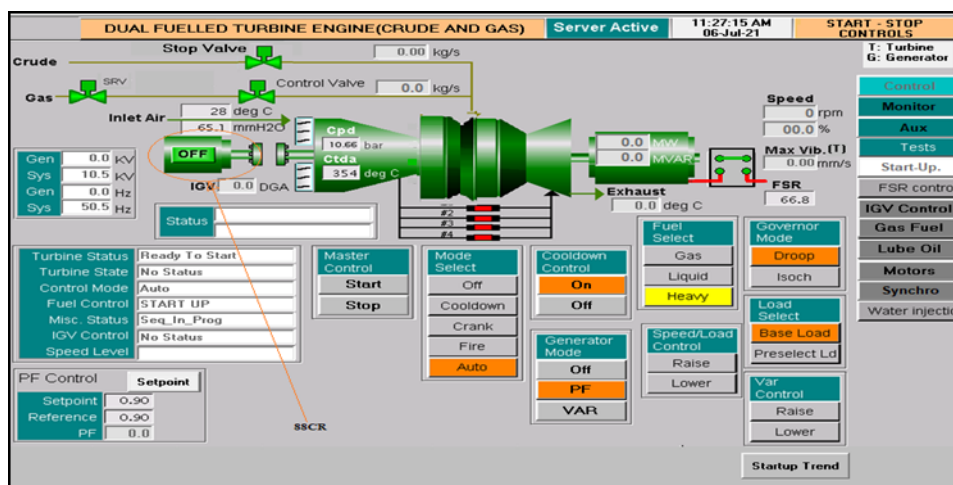 DUAL FUELLED TURBINE ENGINE(CRUDE AND GAS)
Server Active
11:27:15 AM
06-Jul-21
START - STOP
CONTROLS
T: Turbine
G: Generator
Stop Valve
0.00 kg/s
Crude
SRV
Control Valve
0.0 kg/s
Gas
Inlet Air
28 deg C
65.1 mmH2O
OFF
Cpd
10.66 bar
Ctda
354 deg C
IGV 0.0 DGA
0.0 MW
0.0 MVAR
Speed
0 rpm
00.0 %
Max Vib.(T)
0.00 mm/s
FSR
66.8
Exhaust
0.0 deg C
#2
#3
#4
Gen 0.0 KV
Sys 10.5 KV
Gen 0.0 Hz
Sys 50.5 Hz
Status
Control
Monitor
Aux
Tests
Start-Up.
FSR contro
IGV Control
Gas Fuel
Lube Oil
Motors
Synchro
Water injectio
Turbine Status Ready To Start
Turbine State No Status
Control Mode Auto
Fuel Control START UP
Misc. Status Seq_In_Prog
IGV Control No Status
Speed Level
Master
Control
Start
Stop
Mode
Select
Off
Cooldown
Crank
Fire
Auto
Cooldown
Control
On
Off
Generator
Mode
Off
PF
VAR
Fuel
Select
Gas
Liquid
Heavy
Speed/Load
Control
Raise
Lower
Governor
Mode
Droop
Isoch
Load
Select
Base Load
Preselect Ld
Var
Control
Raise
Lower
PF Control
Setpoint
Setpoint 0.90
Reference 0.90
PF 0.0
SSCR
Startup Trend